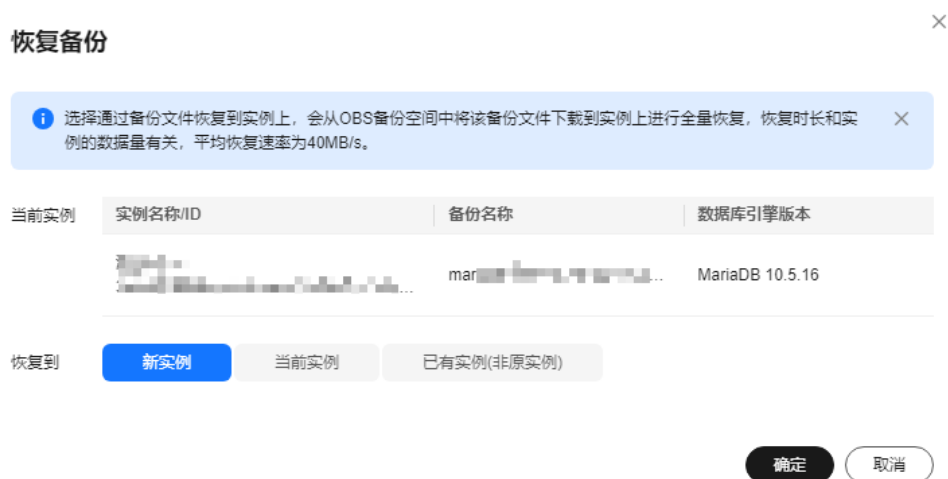 恢复备份
选择通过备份文件恢复到实例上，会从OBS备份空间中将该备份文件下载到实例上进行全量恢复，恢复时长和实
例的数据量有关，平均恢复速率为40MB/s。
当前实例 实例名称/ID 备份名称 数据库引擎版本
mar MariaDB 10.5.16
恢复到 新实例 当前实例 已有实例(非原实例)
确定 取消